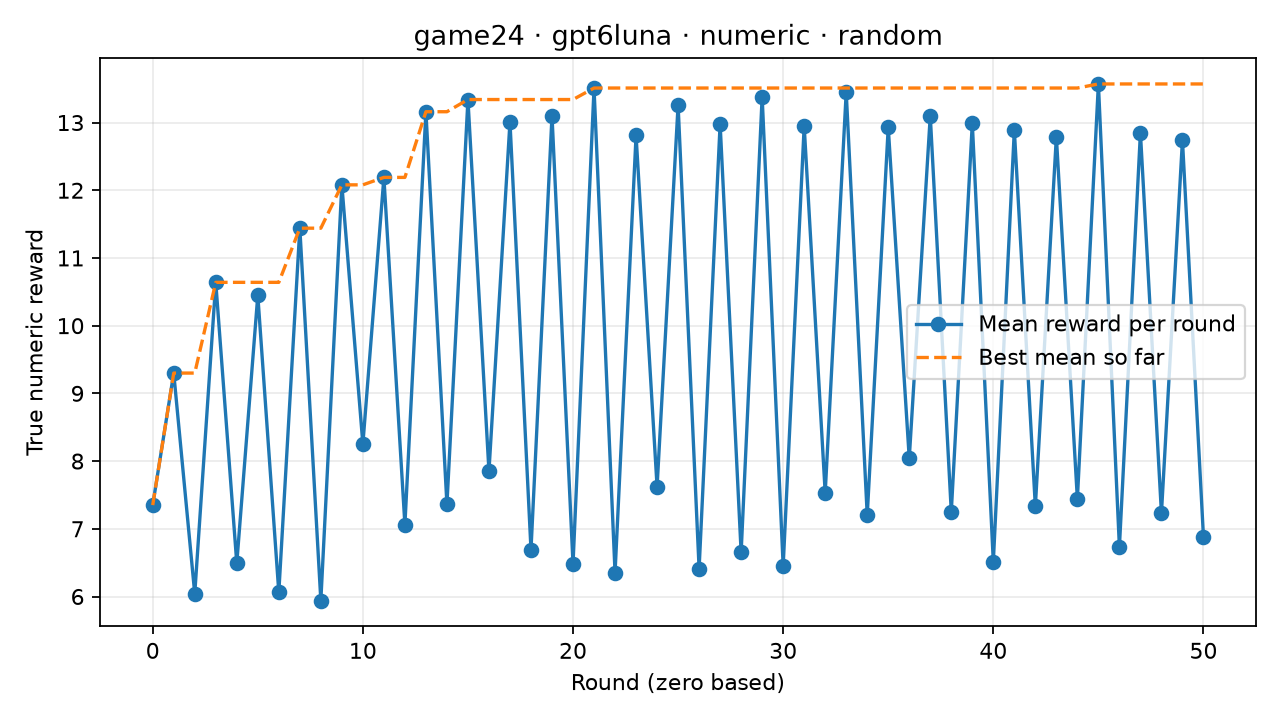 game24 · gpt6luna · numeric · random
True numeric reward
13
12
11
10
9
8
7
6
Mean reward per round
Best mean so far
0 10 20 30 40 50
Round (zero based)